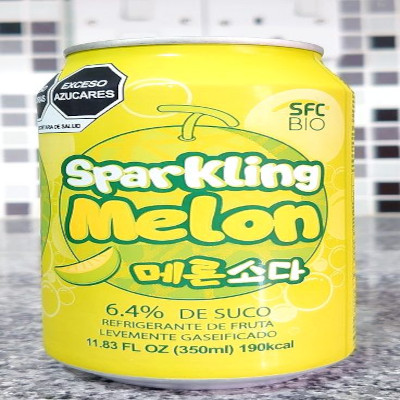 EXCESO
AZUCARES
SFC
BIO
Sparkling
Melon
메론소다
6.4% DE SUCO
REFRIGERANTE DE FRUTA
LEVEMENTE GASEIFICADO
11.83 FL OZ (350ml) 190kcal